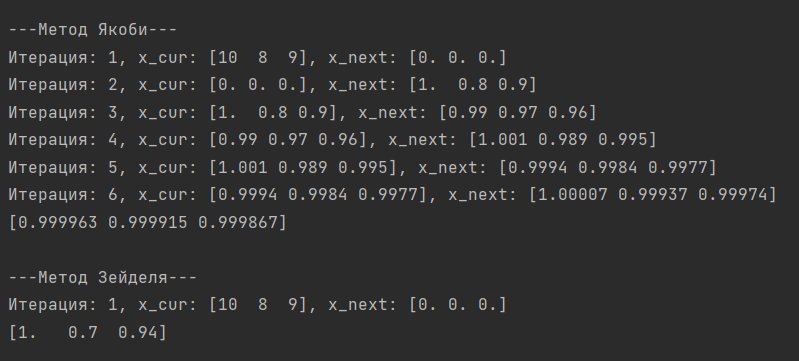 ---Метод Якоби---
Итерация: 1, x_cur: [10  8  9], x_next: [0. 0. 0.]
Итерация: 2, x_cur: [0. 0. 0.], x_next: [1.  0.8 0.9]
Итерация: 3, x_cur: [1.  0.8 0.9], x_next: [0.99 0.97 0.96]
Итерация: 4, x_cur: [0.99 0.97 0.96], x_next: [1.001 0.989 0.995]
Итерация: 5, x_cur: [1.001 0.989 0.995], x_next: [0.9994 0.9984 0.9977]
Итерация: 6, x_cur: [0.9994 0.9984 0.9977], x_next: [1.00007 0.99937 0.99974]
[0.999963 0.999915 0.999867]
---Метод Зейделя---
Итерация: 1, x_cur: [10  8  9], x_next: [0. 0. 0.]
[1.   0.7  0.94]